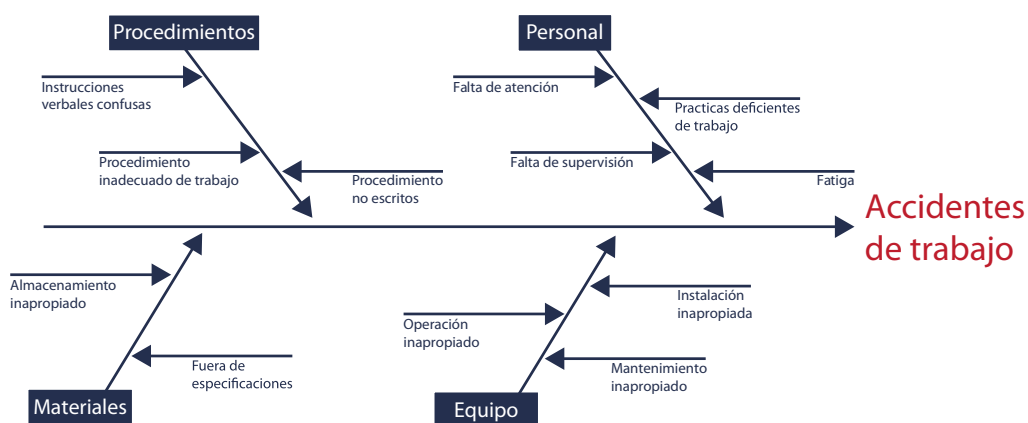 Procedimientos
Instrucciones
verbales confusas
Procedimiento
inadecuado de trabajo
Procedimiento
no escritos
Personal
Falta de atención
Practicas deficientes
de trabajo
Falta de supervisión
Fatiga
Accidentes
de trabajo
Almacenamiento
inapropiado
Fuera de
especificaciones
Materiales
Operación
inapropiado
Instalación
inapropiada
Mantenimiento
inapropiado
Equipo